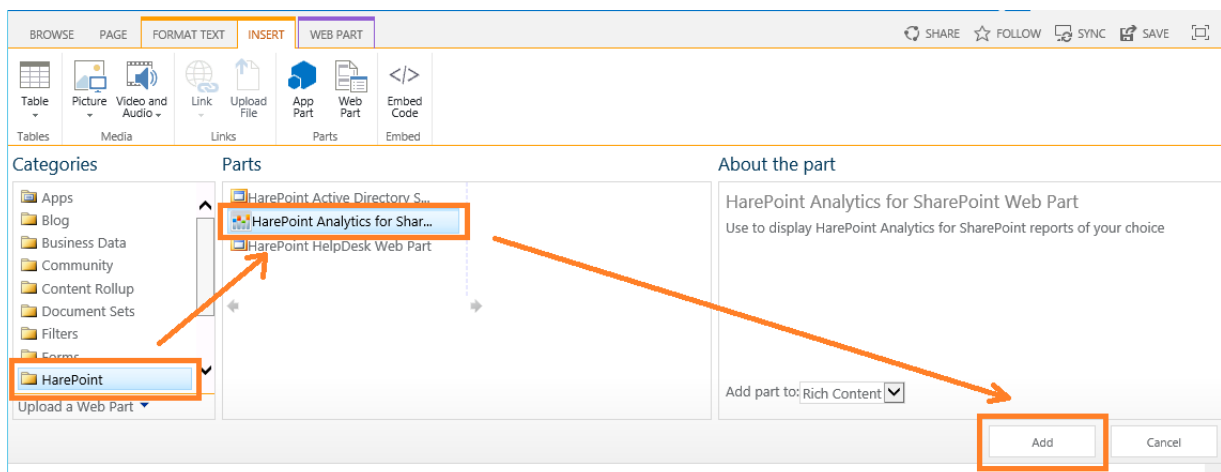 BROWSE PAGE FORMAT TEXT INSERT WEB PART SHARE FOLLOW SYNC SAVE
Table Picture Video and Audio Link Upload File App Part Web Part Embed Code
Tables Media Links Parts Embed
Categories
Apps
Blog
Business Data
Community
Content Rollup
Document Sets
Filters
Forms
HarePoint
Upload a Web Part
Parts
HarePoint Active Directory S...
HarePoint Analytics for Shar...
HarePoint HelpDesk Web Part
About the part
HarePoint Analytics for SharePoint Web Part
Use to display HarePoint Analytics for SharePoint reports of your choice
Add part to: Rich Content
Add Cancel